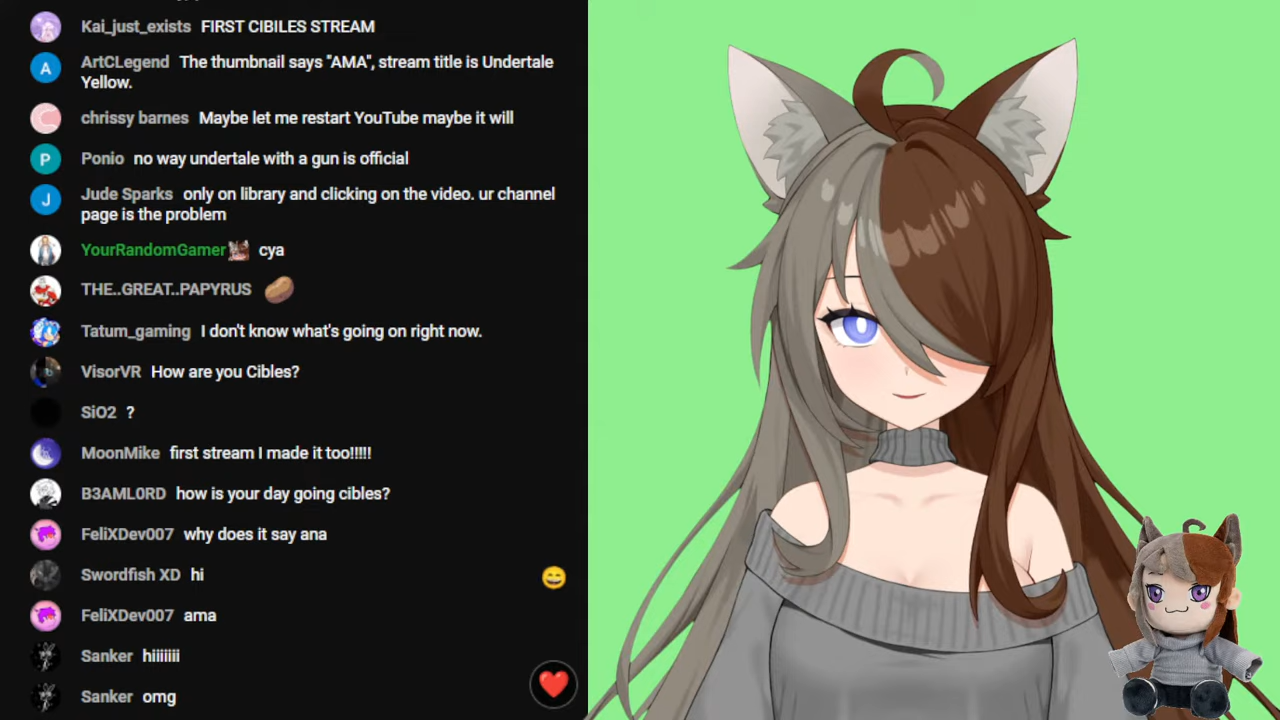 Kai_just_exists FIRST CIBILES STREAM
ArtCLegend The thumbnail says "AMA", stream title is Undertale
Yellow.
chrissy barnes Maybe let me restart YouTube maybe it will
Ponio no way undertale with a gun is official
Jude Sparks only on library and clicking on the video. ur channel
page is the problem
YourRandomGamer cya
THE..GREAT..PAPYRUS
Tatum_gaming I don't know what's going on right now.
VisorVR How are you Cibles?
SiO2 ?
MoonMike first stream I made it too!!!!!
B3AML0RD how is your day going cibles?
FeliXDev007 why does it say ana
Swordfish XD hi
FeliXDev007 ama
Sanker hiiiiiii
Sanker omg
A
P
J